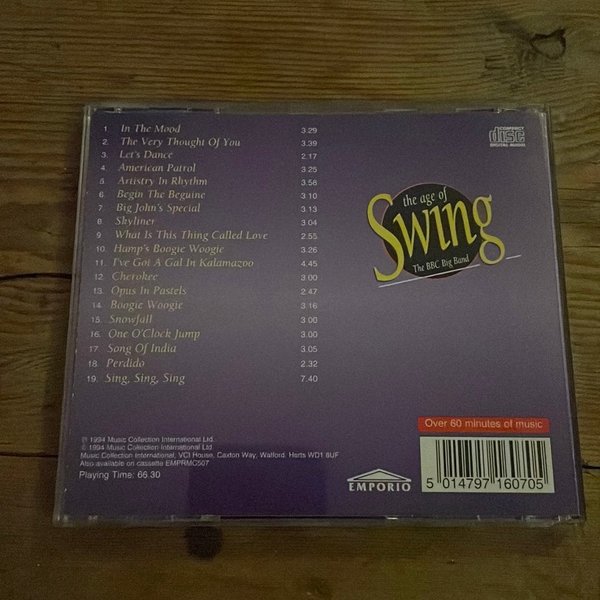 1. In The Mood 3.29
2. The Very Thought Of You 3.39
3. Let's Dance 2.17
4. American Patrol 3.25
5. Artistry In Rhythm 3.58
6. Begin The Beguine 3.10
7. Big John's Special 3.13
8. Skyliner 3.04
9. What Is This Thing Called Love 2.55
10. Hamp's Boogie Woogie 3.26
11. I've Got A Gal In Kalamazoo 4.45
12. Cherokee 3.00
13. Opus In Pastels 2.47
14. Boogie Woogie 3.16
15. Snowfall 3.00
16. One O'Clock Jump 3.00
17. Song Of India 3.05
18. Perdido 2.32
19. Sing, Sing, Sing 7.40
COMPACT
disc
DIGITAL AUDIO
the age of
Swing
The BBC Big Band
℗ 1994 Music Collection International Ltd.
© 1994 Music Collection International Ltd
Music Collection International, VCI House, Caxton Way, Watford. Herts WD1 8UF
Also available on cassette EMPRMC507
Playing Time: 66.30
EMPORIO
Over 60 minutes of music
5 014797 160705